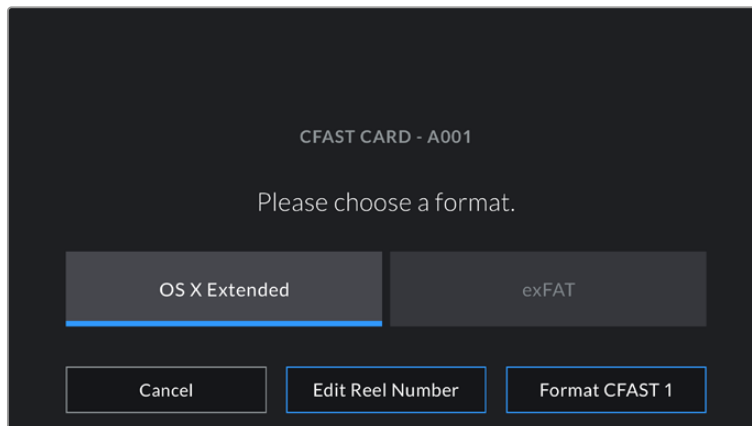 CFAST CARD - A001
Please choose a format.
OS X Extended
exFAT
Cancel
Edit Reel Number
Format CFAST 1